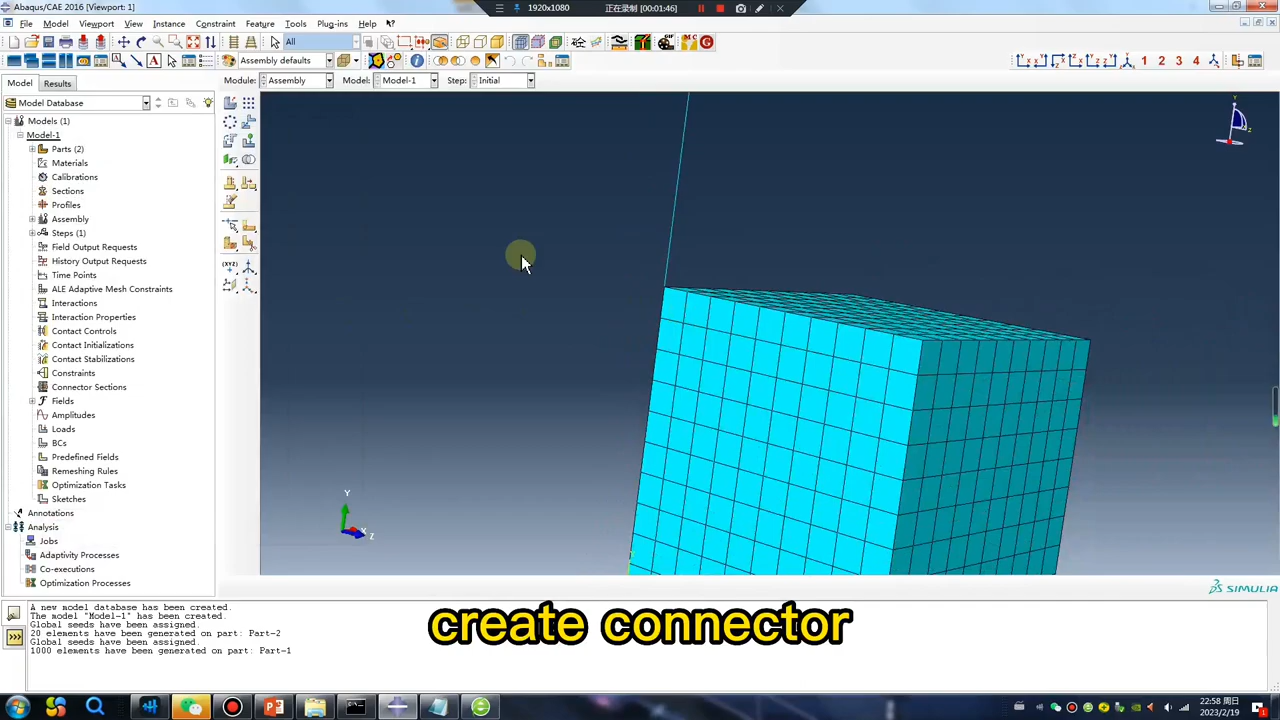 Abaqus/CAE 2016 [Viewport: 1]
1920x1080
正在录制 (00:01:46)
File Model Viewport View Instance Constraint Feature Tools Plug-ins Help
All
Assembly defaults
1 2 3 4
Model Results
Module: Assembly Model: Model-1 Step: Initial
Model Database
Models (1)
Model-1
Parts (2)
Materials
Calibrations
Sections
Profiles
Assembly
Steps (1)
Field Output Requests
History Output Requests
Time Points
ALE Adaptive Mesh Constraints
Interactions
Interaction Properties
Contact Controls
Contact Initializations
Contact Stabilizations
Constraints
Connector Sections
Fields
Amplitudes
Loads
BCs
Predefined Fields
Remeshing Rules
Optimization Tasks
Sketches
Annotations
Analysis
Jobs
Adaptivity Processes
Co-executions
Optimization Processes
(XYZ)
Y
X
Z
SIMULIA
A new model database has been created.
The model "Model-1" has been created.
Global seeds have been assigned.
20 elements have been generated on part: Part-2
Global seeds have been assigned.
1000 elements have been generated on part: Part-1
create connector
22:58 周日
2023/2/19